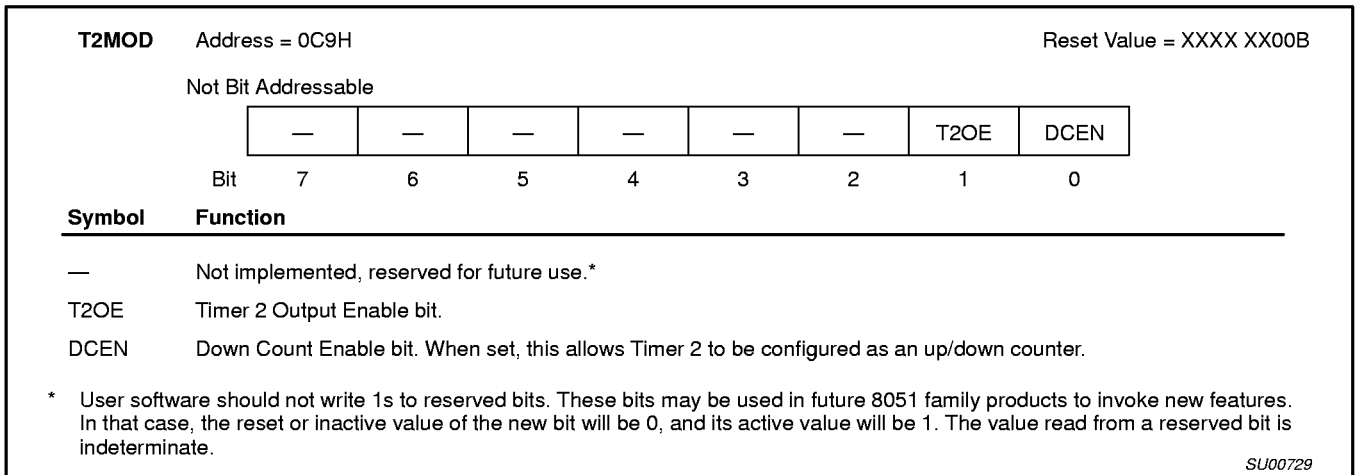 T2MOD Address = 0C9H Reset Value = XXXX XX00B
Not Bit Addressable
— — — — — — T2OE DCEN
Bit 7 6 5 4 3 2 1 0
Symbol Function
— Not implemented, reserved for future use.*
T2OE Timer 2 Output Enable bit.
DCEN Down Count Enable bit. When set, this allows Timer 2 to be configured as an up/down counter.
* User software should not write 1s to reserved bits. These bits may be used in future 8051 family products to invoke new features.
In that case, the reset or inactive value of the new bit will be 0, and its active value will be 1. The value read from a reserved bit is
indeterminate.
SU00729